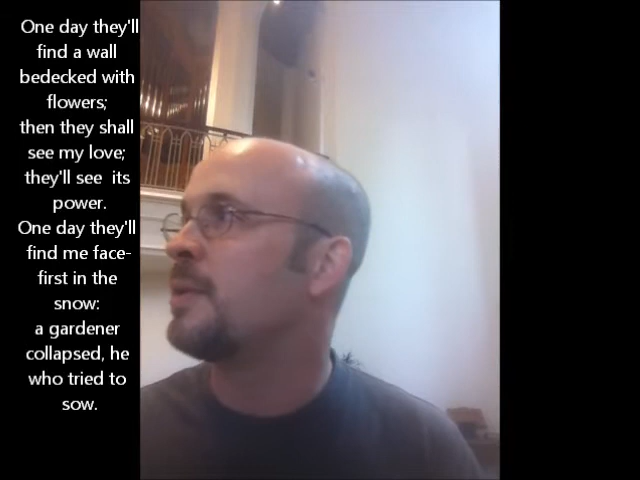 One day they'll
find a wall
bedecked with
flowers;
then they shall
see my love;
they'll see  its
power.
One day they'll
find me face-
first in the
snow:
a gardener
collapsed, he
who tried to
sow.